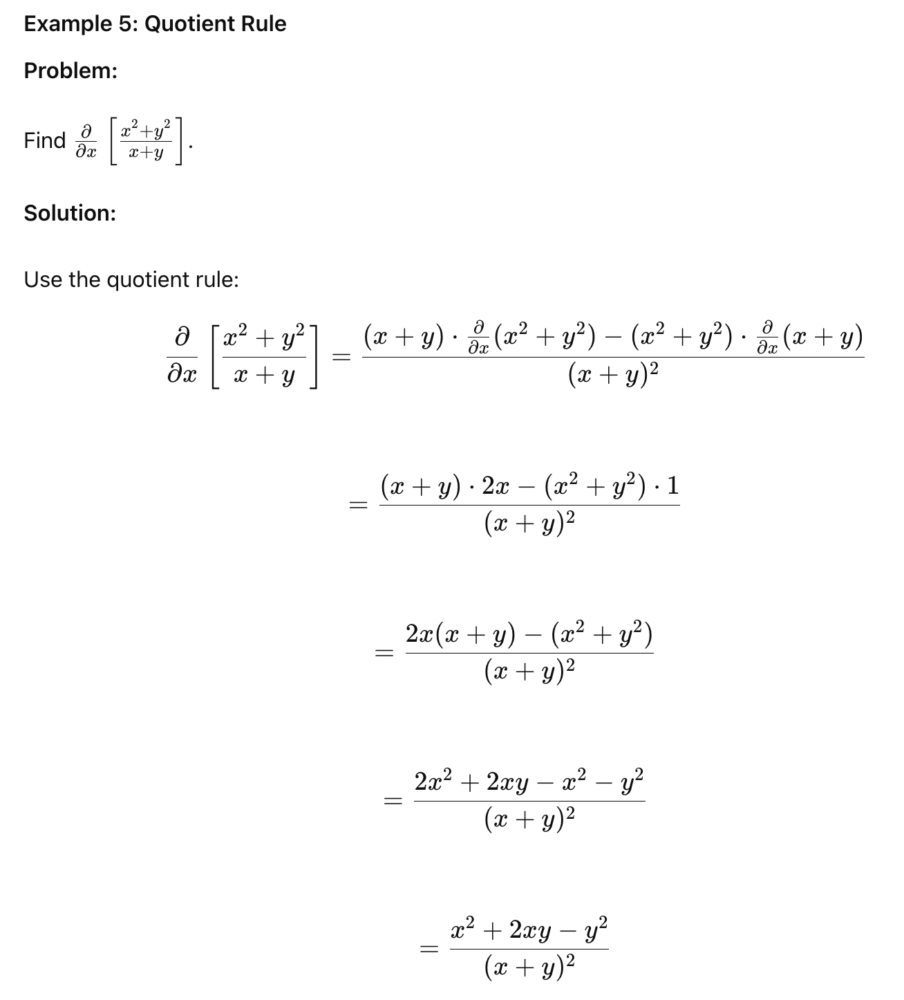 Example 5: Quotient Rule
Problem:
Find $\frac{\partial}{\partial x} \left[ \frac{x^2+y^2}{x+y} \right]$.
Solution:
Use the quotient rule:
$\frac{\partial}{\partial x} \left[ \frac{x^2 + y^2}{x + y} \right] = \frac{(x + y) \cdot \frac{\partial}{\partial x}(x^2 + y^2) - (x^2 + y^2) \cdot \frac{\partial}{\partial x}(x + y)}{(x + y)^2}$
$= \frac{(x + y) \cdot 2x - (x^2 + y^2) \cdot 1}{(x + y)^2}$
$= \frac{2x(x + y) - (x^2 + y^2)}{(x + y)^2}$
$= \frac{2x^2 + 2xy - x^2 - y^2}{(x + y)^2}$
$= \frac{x^2 + 2xy - y^2}{(x + y)^2}$